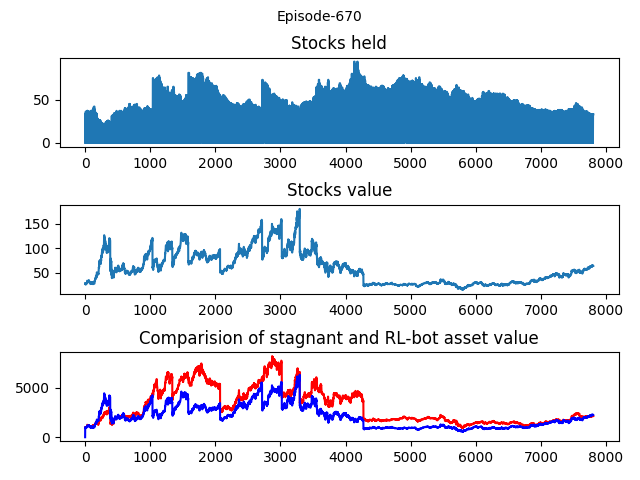 Episode-670
Stocks held
50
0
0 1000 2000 3000 4000 5000 6000 7000 8000
Stocks value
150
100
50
0 1000 2000 3000 4000 5000 6000 7000 8000
Comparision of stagnant and RL-bot asset value
5000
0
0 1000 2000 3000 4000 5000 6000 7000 8000